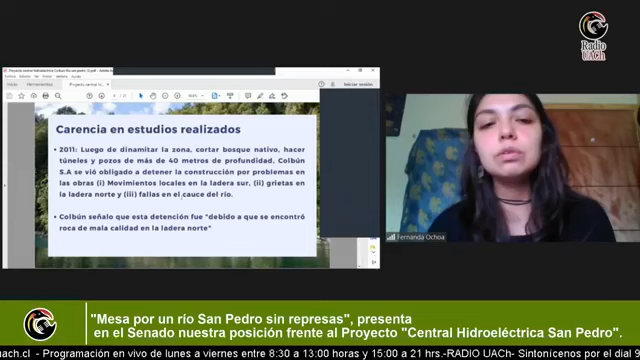 Radio
UACh
Inicio Herramientas
Iniciar sesión
Carencia en estudios realizados
• 2011: Luego de dinamitar la zona, cortar bosque nativo, hacer
túneles y pozos de más de 40 metros de profundidad, Colbún
S.A se vió obligado a detener la construcción por problemas en
las obras (i) Movimientos locales en la ladera sur, (ii) grietas en
la ladera norte y (iii) fallas en el cauce del río.
• Colbún señalo que esta detención fue "debido a que se encontró
roca de mala calidad en la ladera norte"
Fernanda Ochoa
"Mesa por un río San Pedro sin represas", presenta
en el Senado nuestra posición frente al Proyecto "Central Hidroeléctrica San Pedro".
uach.cl - Programación en vivo de lunes a viernes entre 8:30 a 13:00 horas y 15:00 a 21 hrs.-RADIO UACh- Sintonícenos por el dial 9